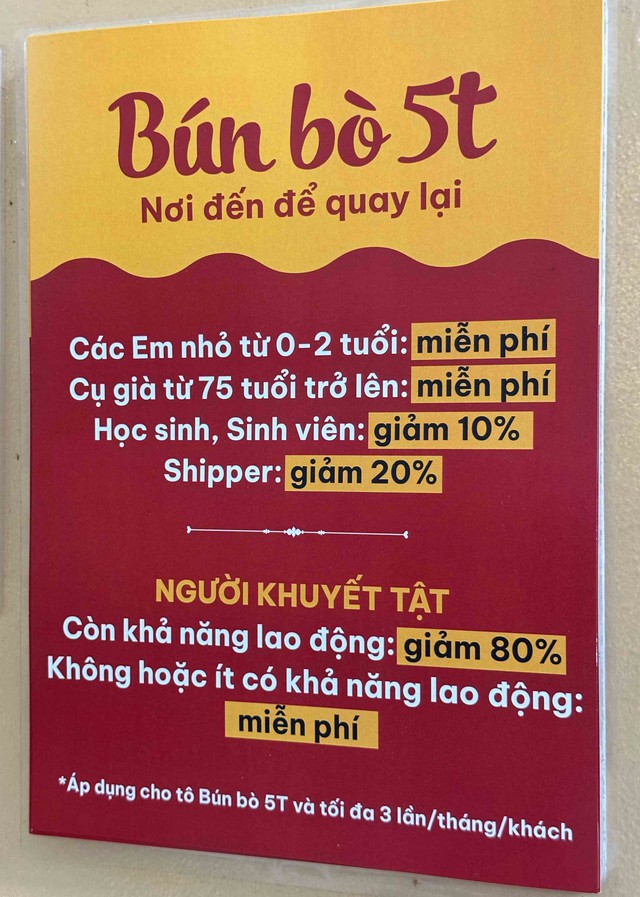 Bún bò 5t
Nơi đến để quay lại
Các Em nhỏ từ 0-2 tuổi: miễn phí
Cụ già từ 75 tuổi trở lên: miễn phí
Học sinh, Sinh viên: giảm 10%
Shipper: giảm 20%
NGƯỜI KHUYẾT TẬT
Còn khả năng lao động: giảm 80%
Không hoặc ít có khả năng lao động:
miễn phí
*Áp dụng cho tô Bún bò 5T và tối đa 3 lần/tháng/khách